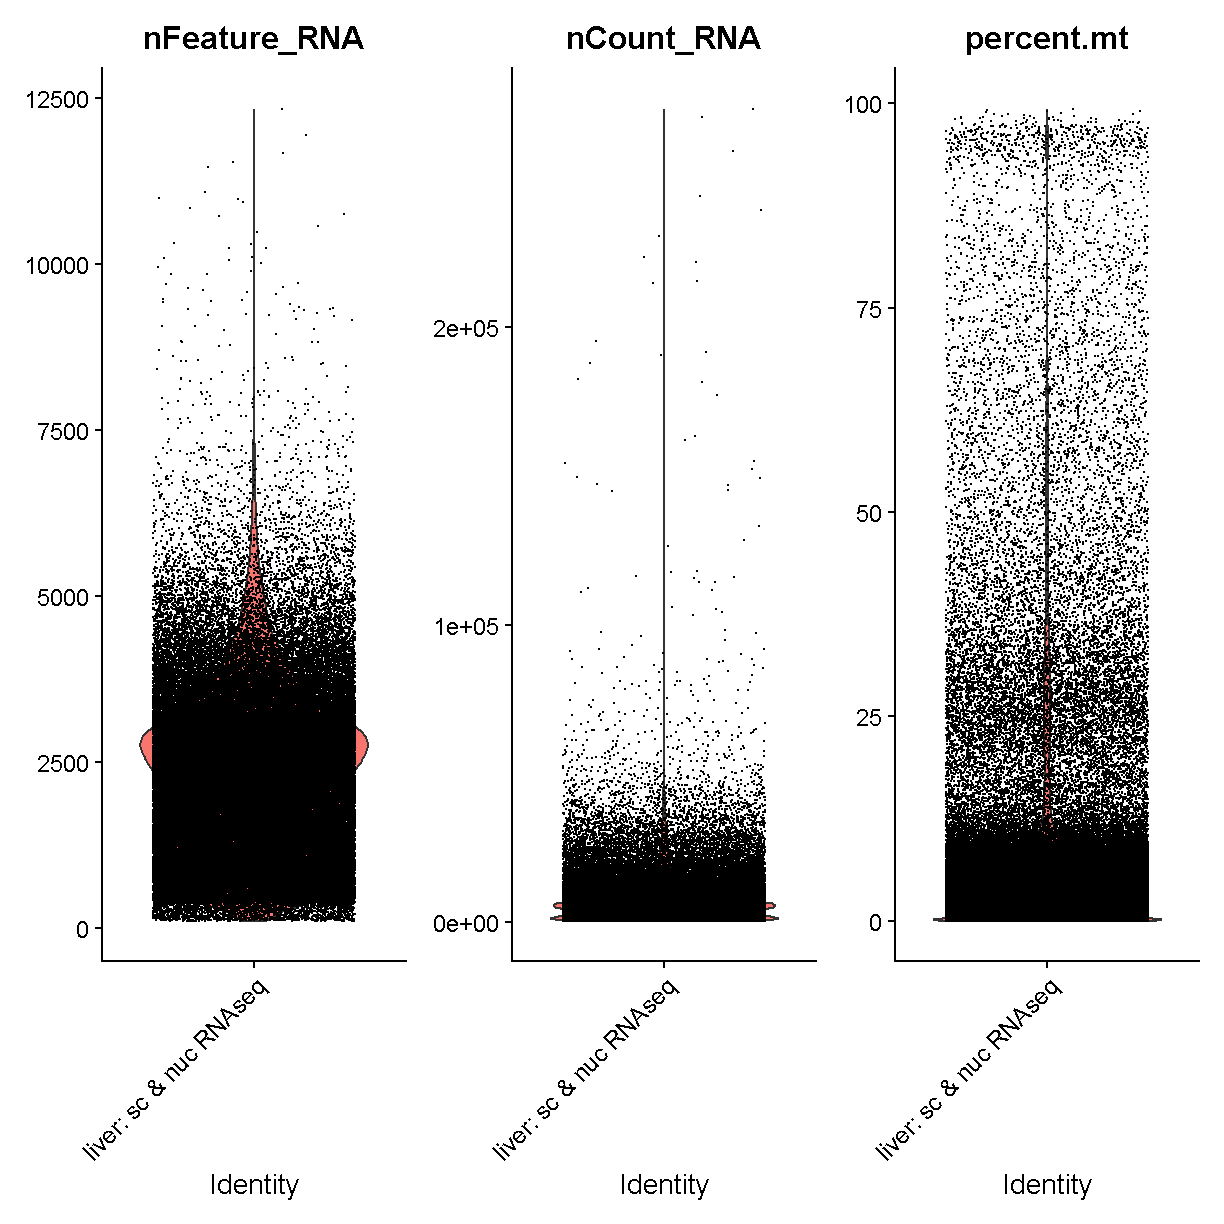 nFeature_RNA
12500
10000
7500
5000
2500
0
liver: sc & nuc RNAseq
Identity
nCount_RNA
2e+05
1e+05
0e+00
liver: sc & nuc RNAseq
Identity
percent.mt
100
75
50
25
0
liver: sc & nuc RNAseq
Identity